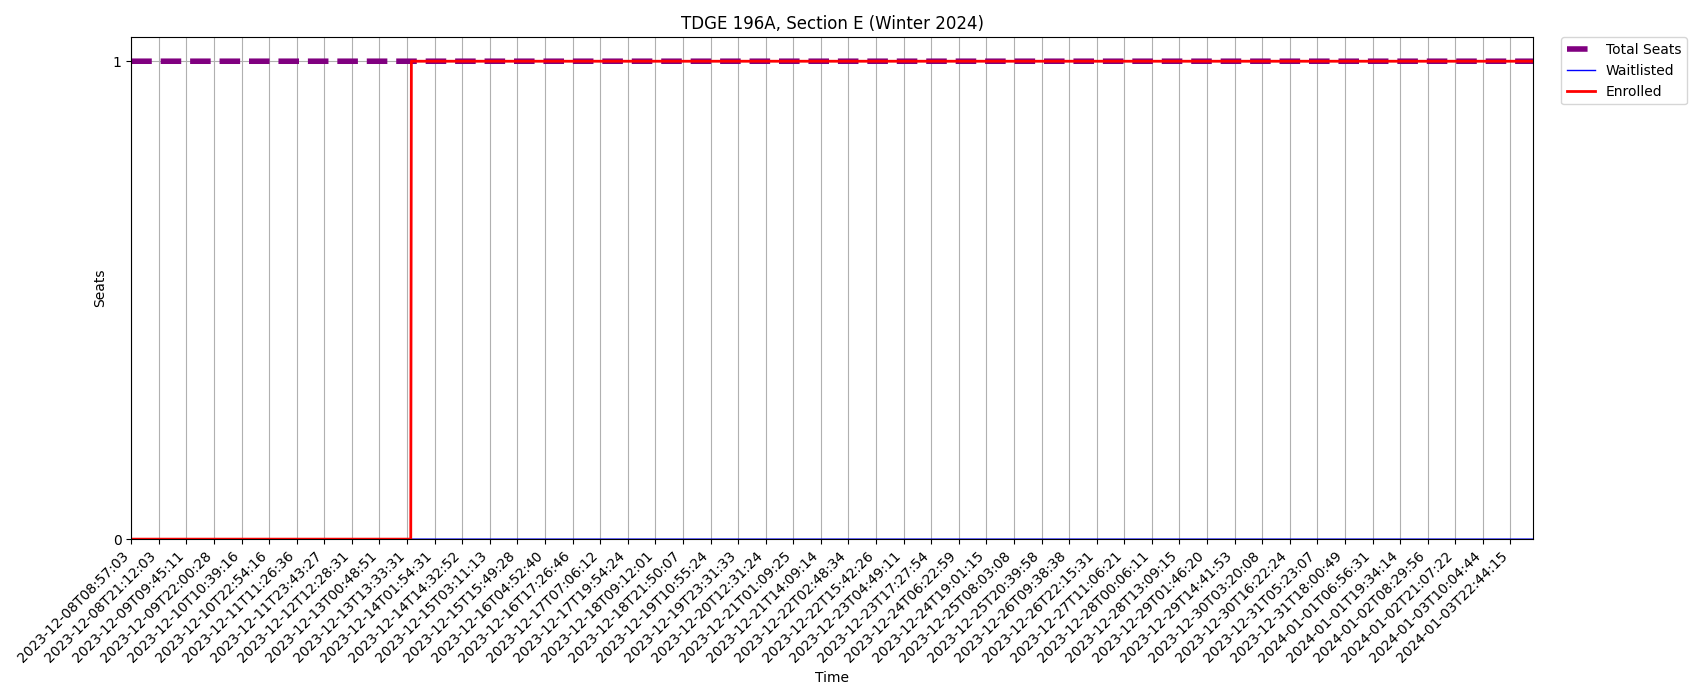 TDGE 196A, Section E (Winter 2024)
Total Seats
Waitlisted
Enrolled
Seats
1
0
2023-12-08T08:57:03
2023-12-08T21:12:03
2023-12-09T09:45:11
2023-12-09T22:00:28
2023-12-10T10:39:16
2023-12-10T22:54:16
2023-12-11T11:26:36
2023-12-11T23:43:27
2023-12-12T12:28:31
2023-12-13T00:48:51
2023-12-13T13:33:31
2023-12-14T01:54:31
2023-12-14T14:32:52
2023-12-15T03:11:13
2023-12-15T15:49:28
2023-12-16T04:52:40
2023-12-16T17:26:46
2023-12-17T07:06:12
2023-12-17T19:54:24
2023-12-18T09:12:01
2023-12-18T21:50:07
2023-12-19T10:55:24
2023-12-19T23:31:33
2023-12-20T12:31:24
2023-12-21T01:09:25
2023-12-21T14:09:14
2023-12-22T02:48:34
2023-12-22T15:42:26
2023-12-23T04:49:11
2023-12-23T17:27:54
2023-12-24T06:22:59
2023-12-24T19:01:15
2023-12-25T08:03:08
2023-12-25T20:39:58
2023-12-26T09:38:38
2023-12-26T22:15:31
2023-12-27T11:06:21
2023-12-28T00:06:11
2023-12-28T13:09:15
2023-12-29T01:46:20
2023-12-29T14:41:53
2023-12-30T03:20:08
2023-12-30T16:22:24
2023-12-31T05:23:07
2023-12-31T18:00:49
2024-01-01T06:56:31
2024-01-01T19:34:14
2024-01-02T08:29:56
2024-01-02T21:07:22
2024-01-03T10:04:44
2024-01-03T22:44:15
Time